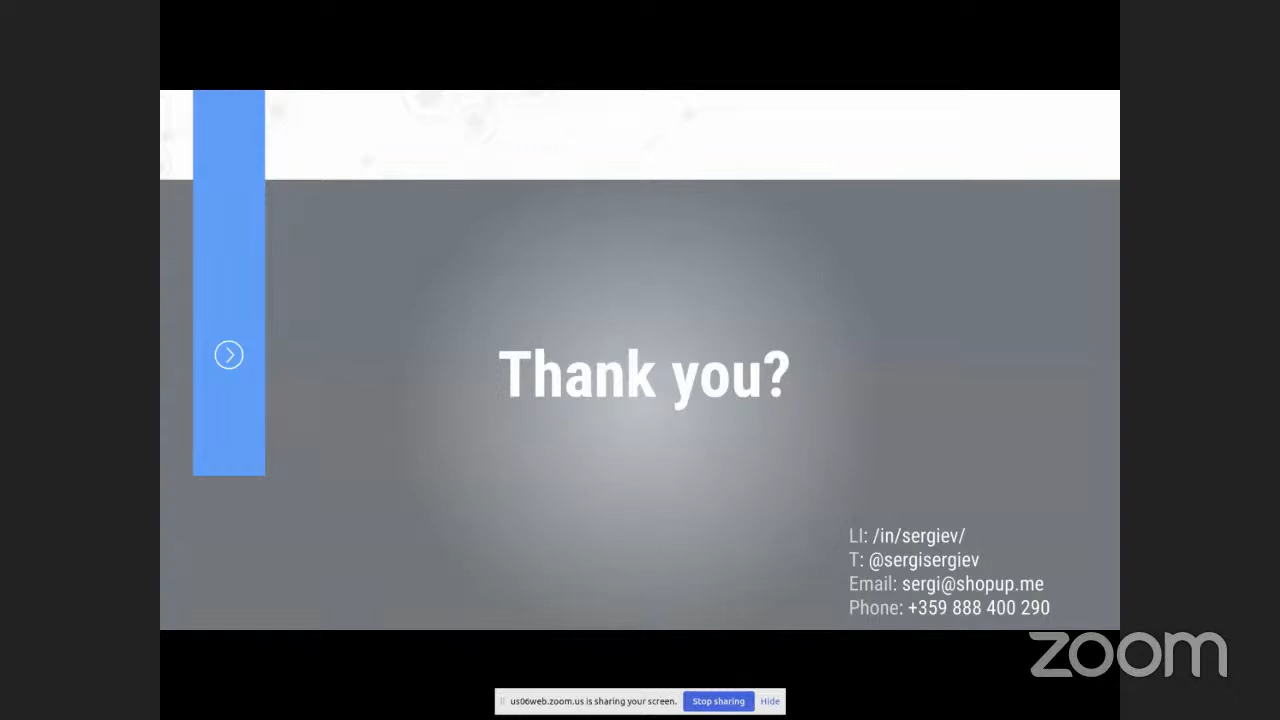 Thank you?
LI: /in/sergiev/
T: @sergisergiev
Email: sergi@shopup.me
Phone: +359 888 400 290
zoom
us06web.zoom.us is sharing your screen. Stop sharing Hide